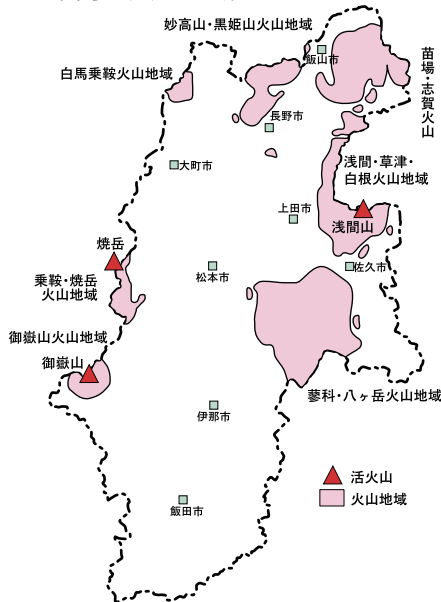 妙高山・黒姫山火山地域
飯山市
苗場・志賀火山
白馬乗鞍火山地域
長野市
大町市
浅間・草津・
白根火山地域
上田市
浅間山
焼岳
松本市
佐久市
乗鞍・焼岳
火山地域
御嶽山火山地域
御嶽山
蓼科・八ヶ岳火山地域
伊那市
活火山
火山地域
飯田市